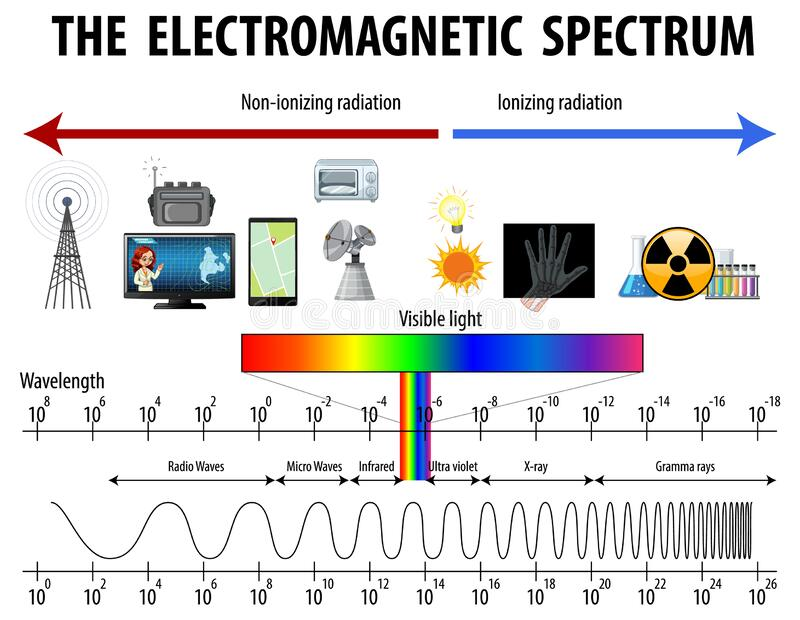 THE ELECTROMAGNETIC SPECTRUM
Non-ionizing radiation Ionizing radiation
Visible light
Wavelength
10^8 10^6 10^4 10^2 10^0 10^-2 10^-4 10^-6 10^-8 10^-10 10^-12 10^-14 10^-16 10^-18
Radio Waves Micro Waves Infrared Ultra violet X-ray Gramma rays
10^0 10^2 10^4 10^6 10^8 10^10 10^12 10^14 10^16 10^18 10^20 10^22 10^24 10^26
dreamstime.com